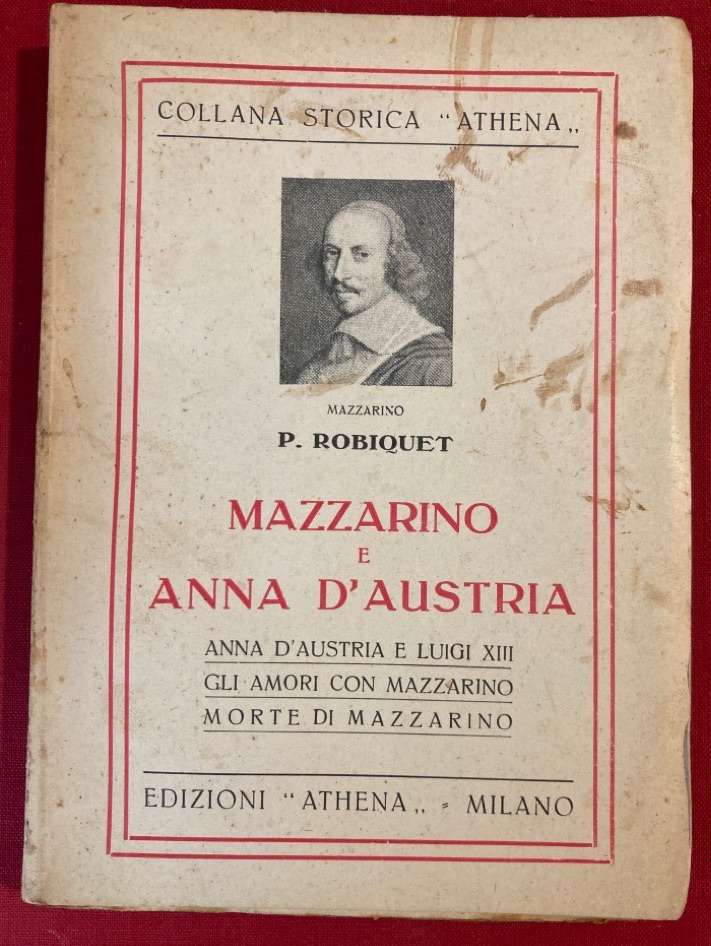 COLLANA STORICA "ATHENA„
MAZZARINO
P. ROBIQUET
MAZZARINO
E
ANNA D'AUSTRIA
ANNA D'AUSTRIA E LUIGI XIII
GLI AMORI CON MAZZARINO
MORTE DI MAZZARINO
EDIZIONI "ATHENA„ - MILANO